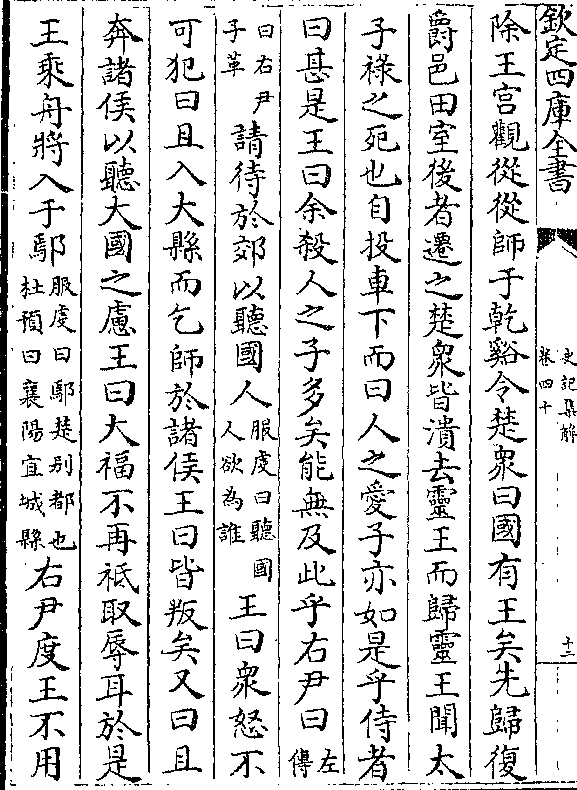 欽定四庫全書
史記集解
卷四十
十三
除王宫觀從從師于乾谿令楚衆曰國有王矣先歸復
爵邑田室後者遷之楚衆皆潰去靈王而歸靈王聞太
子祿之死也自投車下而曰人之愛子亦如是乎侍者
曰甚是王曰余殺人之子多矣能無及此乎右尹曰左傳
曰右尹子革請待於郊以聽國人服虔曰聽國人欲為誰王曰衆怒不
可犯曰且入大縣而乞師於諸侯王曰皆叛矣又曰且
奔諸侯以聽大國之慮王曰大福不再祗取辱耳於是
王乘舟將入于鄢服虔曰鄢楚别都也杜預曰襄陽宜城縣右尹度王不用